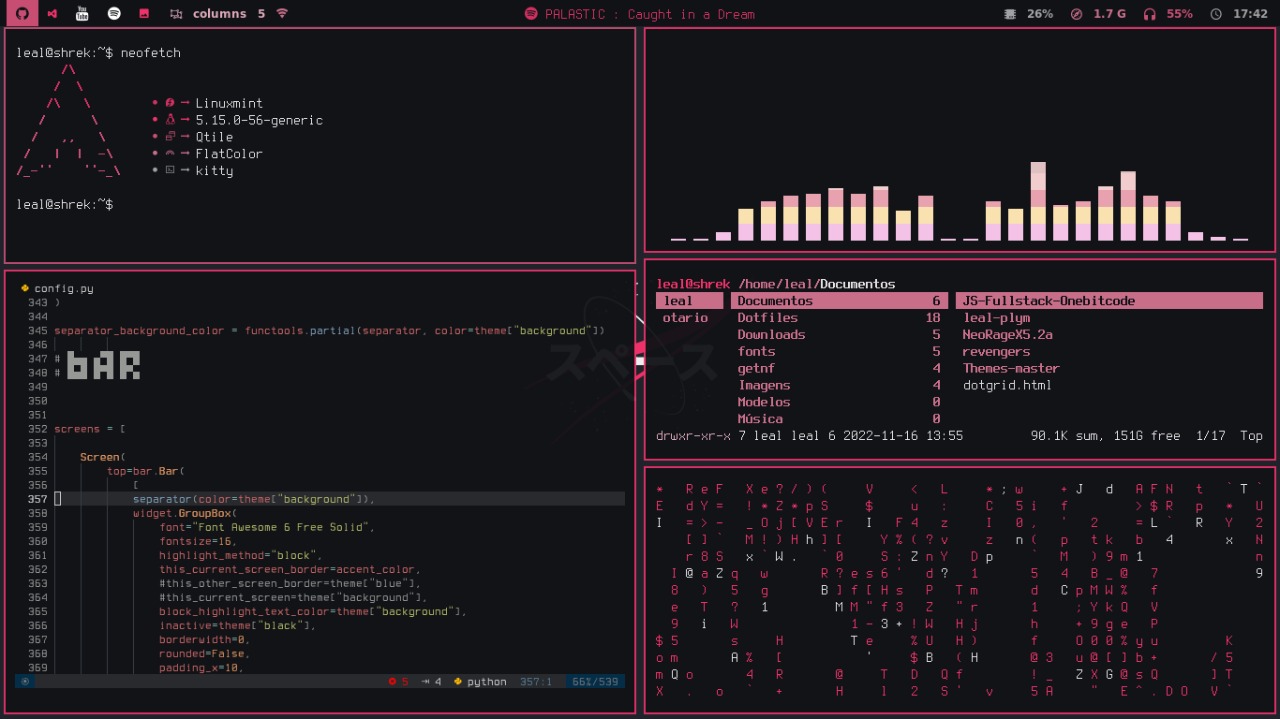 columns 5
PALASTIC : Caught in a Dream
26% 1.7 G 55% 17:42
leal@shrek:~$ neofetch
Linuxmint
5.15.0-56-generic
Qtile
FlatColor
kitty
leal@shrek:~$
config.py
343 )
344
345 separator_background_color = functools.partial(separator, color=theme["background"])
346
347 #
348 #
bAR
349
350
351
352 screens = [
353
354 Screen(
355 top=bar.Bar(
356 [
357 separator(color=theme["background"]),
358 widget.GroupBox(
359 font="Font Awesome 6 Free Solid",
360 fontsize=16,
361 highlight_method="block",
362 this_current_screen_border=accent_color,
363 #this_other_screen_border=theme["blue"],
364 #this_current_screen=theme["background"],
365 block_highlight_text_color=theme["background"],
366 inactive=theme["black"],
367 borderwidth=0,
368 rounded=False,
369 padding_x=10,
5 4 python 357:1 66%/539
スペース
leal@shrek /home/leal/Documentos
leal Documentos 6 JS-Fullstack-Onebitcode
otario Dotfiles 18 leal-plym
Downloads 5 NeoRageX5.2a
fonts 5 revengers
getnf 4 Themes-master
Imagens 4 dotgrid.html
Modelos 0
Música 0
drwxr-xr-x 7 leal leal 6 2022-11-16 13:55 90.1K sum, 151G free 1/17 Top